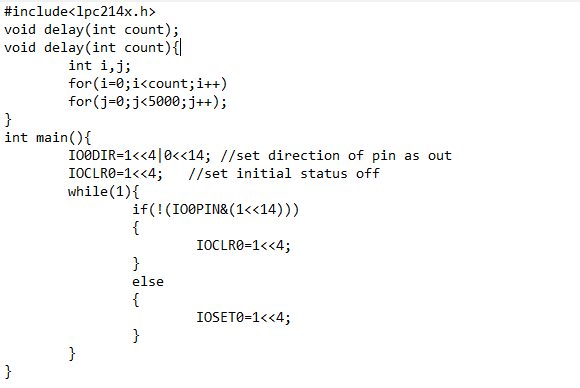 #include<lpc214x.h>
void delay(int count);
void delay(int count){
int i,j;
for(i=0;i<count;i++)
for(j=0;j<5000;j++);
}
int main(){
IO0DIR=1<<4|0<<14; //set direction of pin as out
IOCLR0=1<<4; //set initial status off
while(1){
if(!(IO0PIN&(1<<14)))
{
IOCLR0=1<<4;
}
else
{
IOSET0=1<<4;
}
}
}